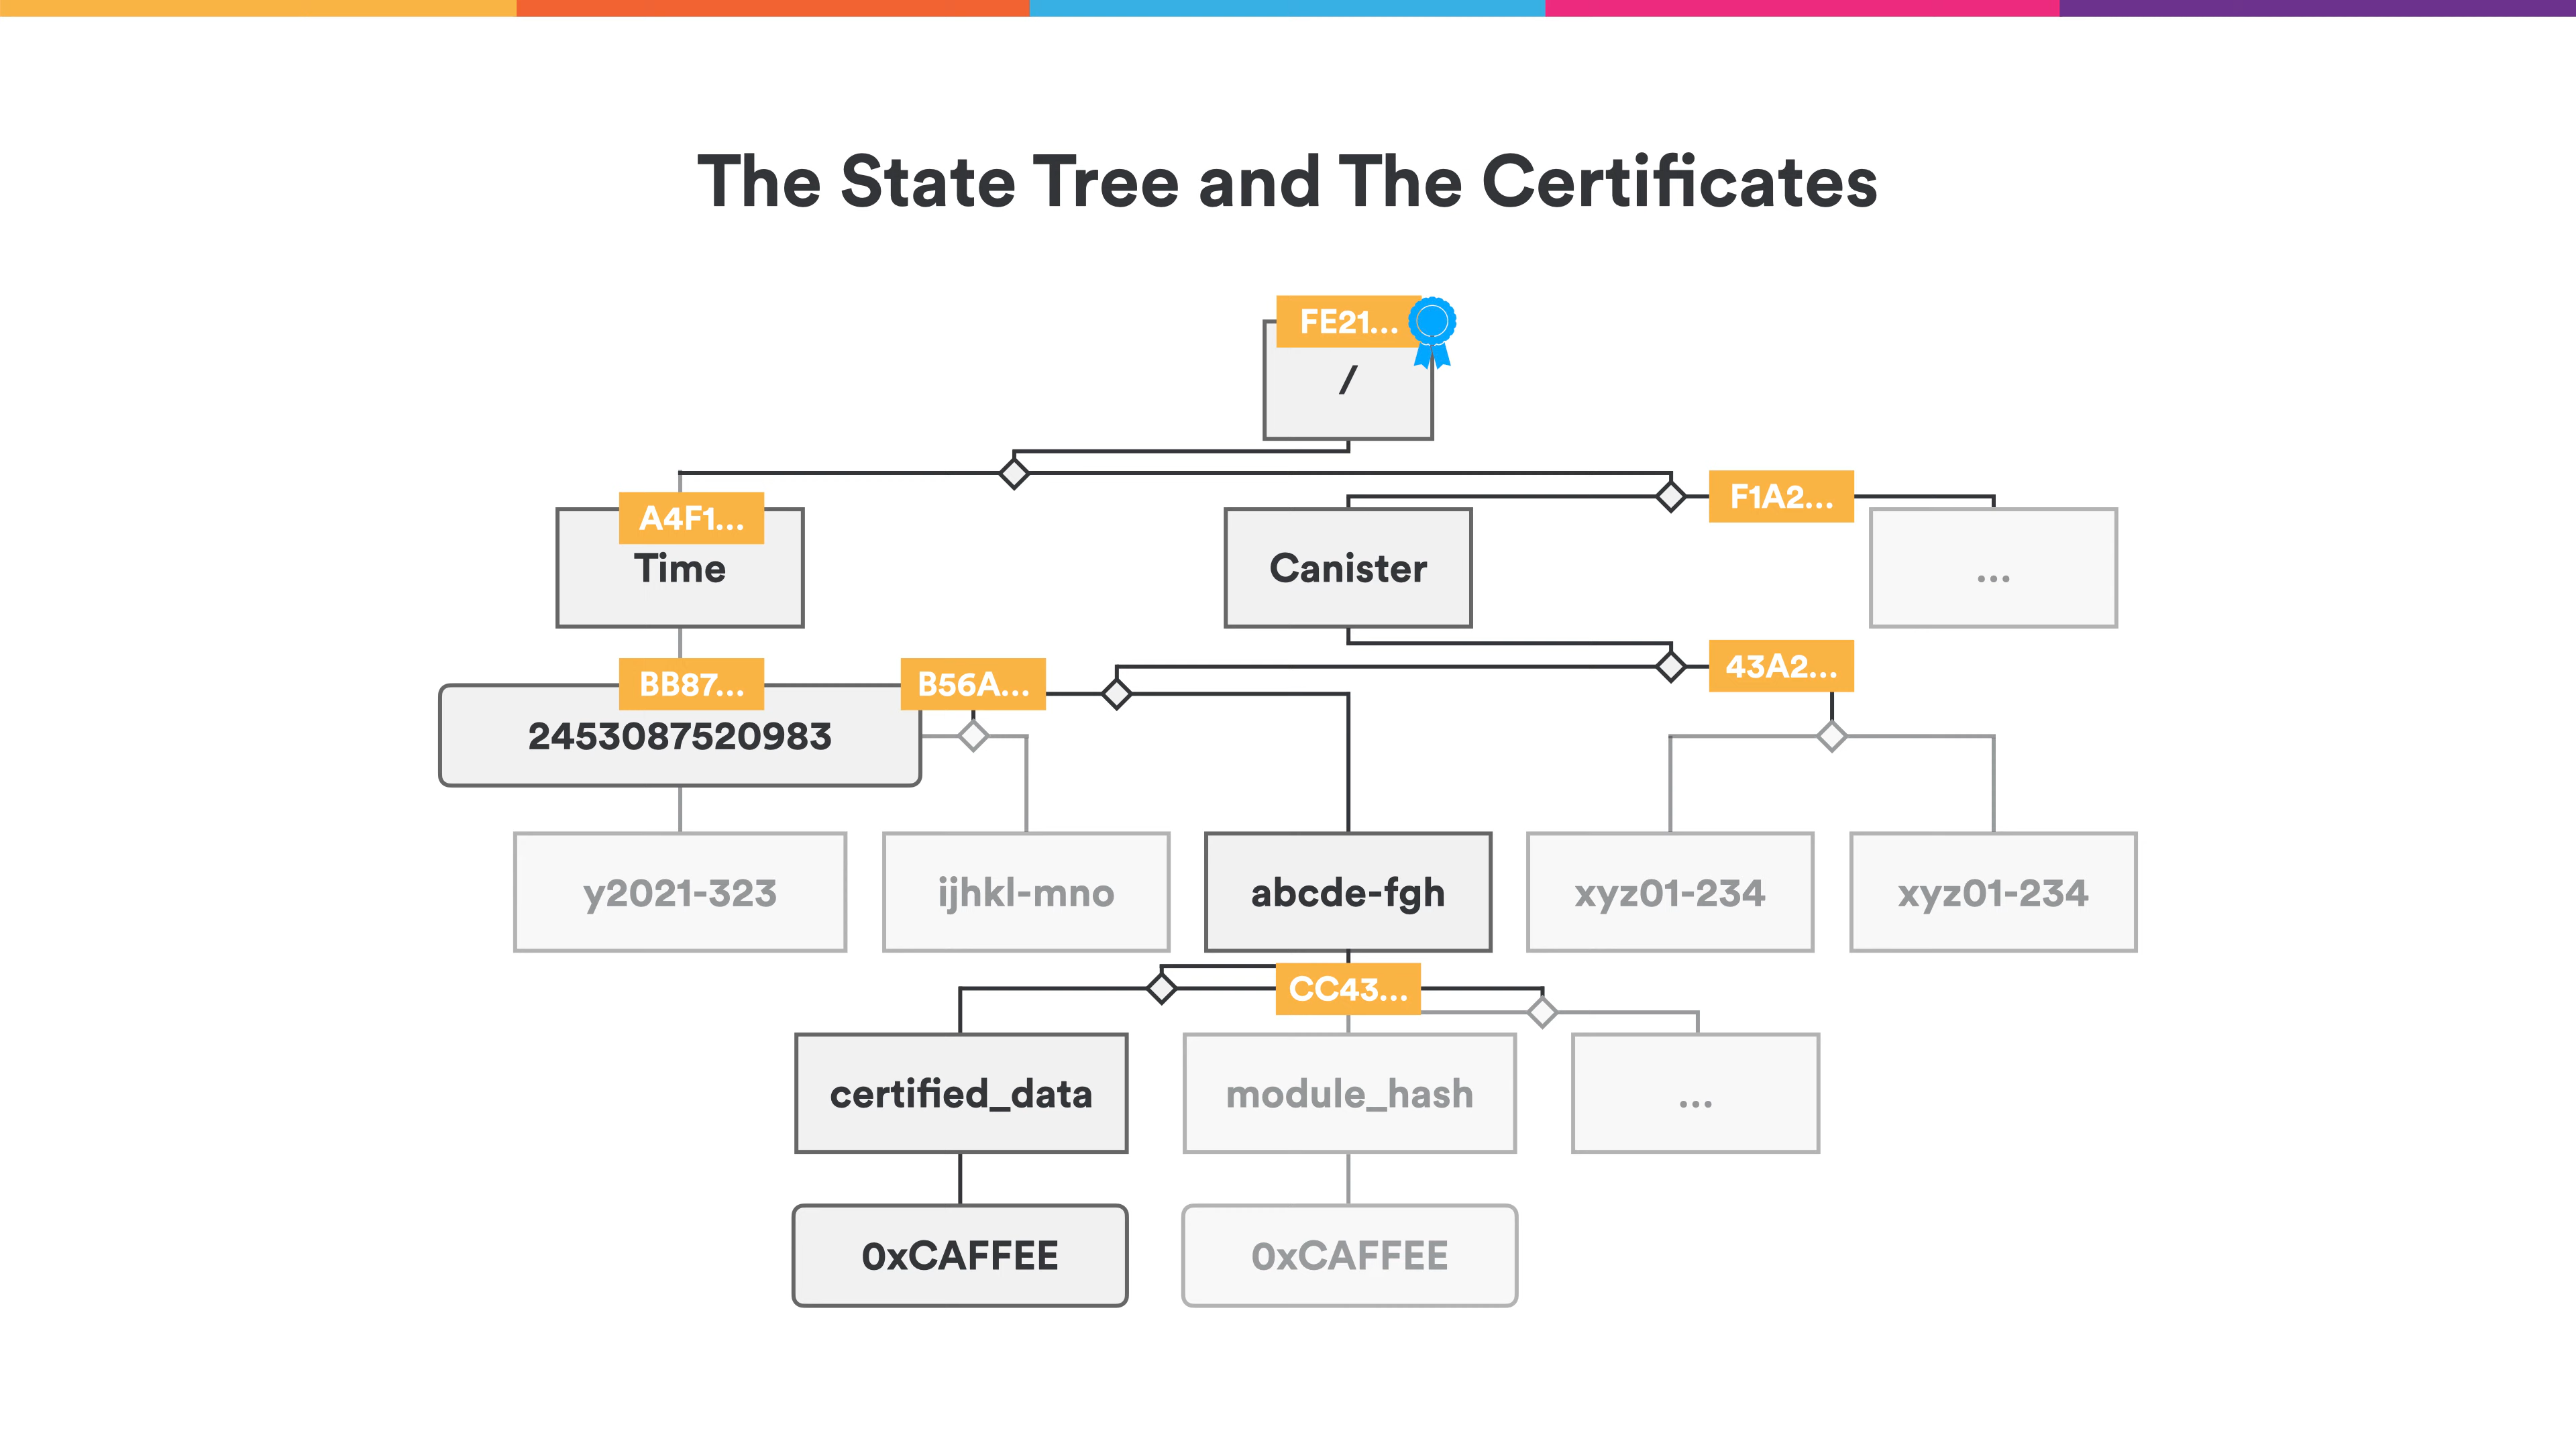 The State Tree and The Certificates
FE21...
/
A4F1...
F1A2...
Time
Canister
...
BB87...
B56A...
43A2...
2453087520983
y2021-323
ijhkl-mno
abcde-fgh
xyz01-234
xyz01-234
CC43...
certified_data
module_hash
...
0xCAFFEE
0xCAFFEE